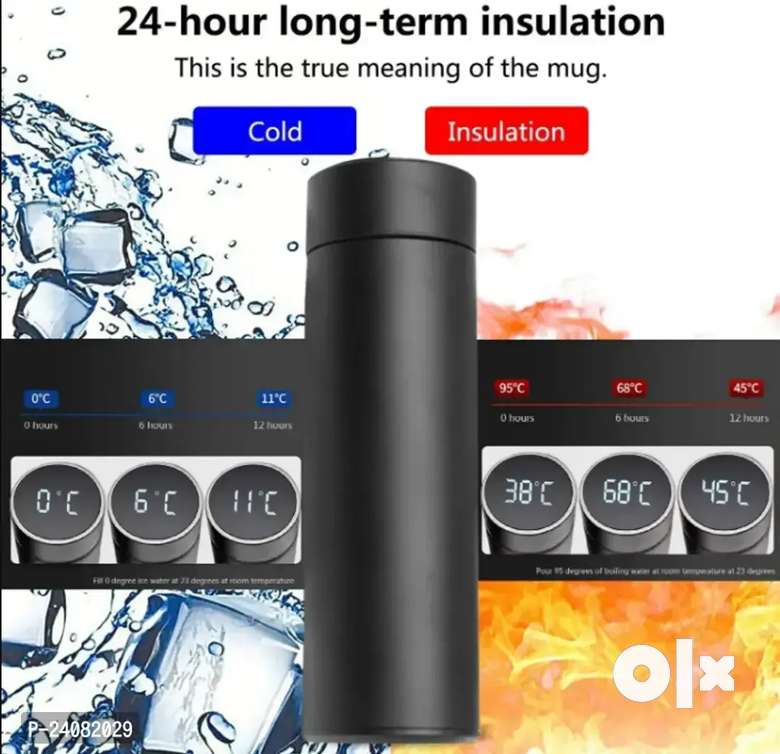 24-hour long-term insulation
This is the true meaning of the mug.
Cold
Insulation
0°C 6°C 11°C
0 hours 6 hours 12 hours
0°C 6°C 11°C
Fill 0 degree ice water at 23 degrees at room temperature
95°C 68°C 45°C
0 hours 6 hours 12 hours
38°C 68°C 45°C
Pour 95 degrees of boiling water at room temperature at 23 degrees
olx
P-24082029